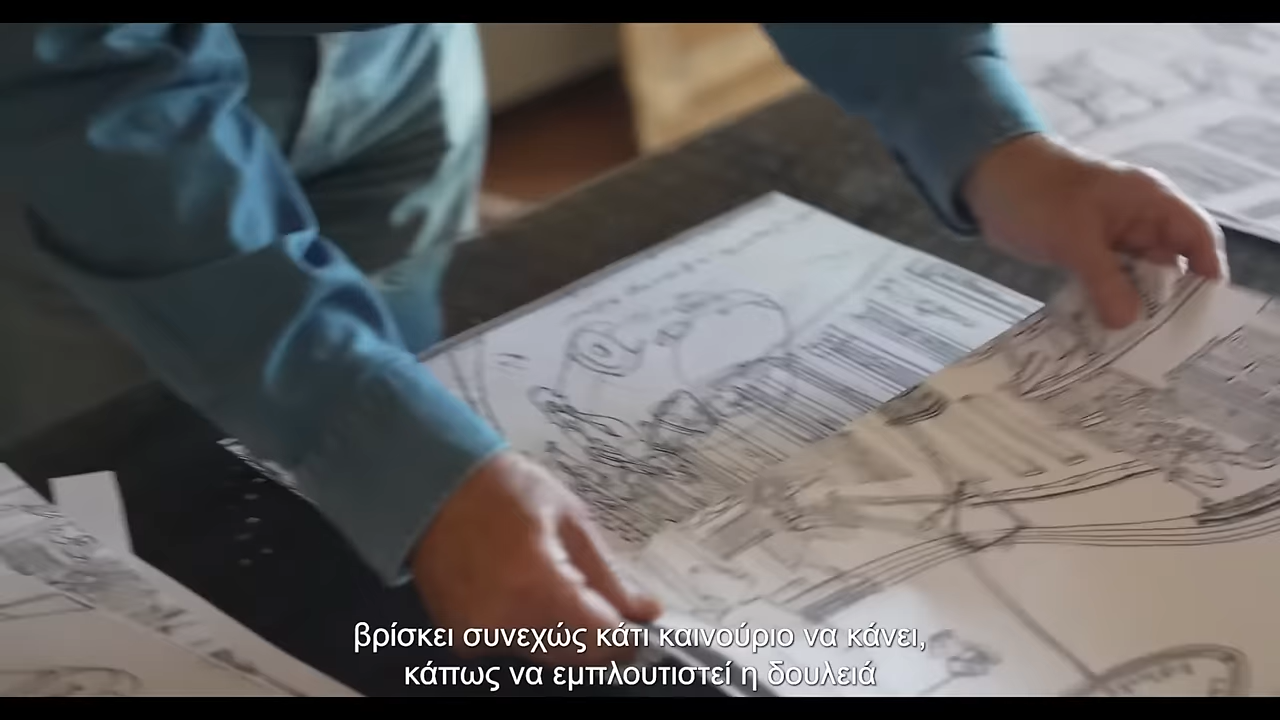 βρίσκει συνεχώς κάτι καινούριο να κάνει,
κάπως να εμπλουτιστεί η δουλειά